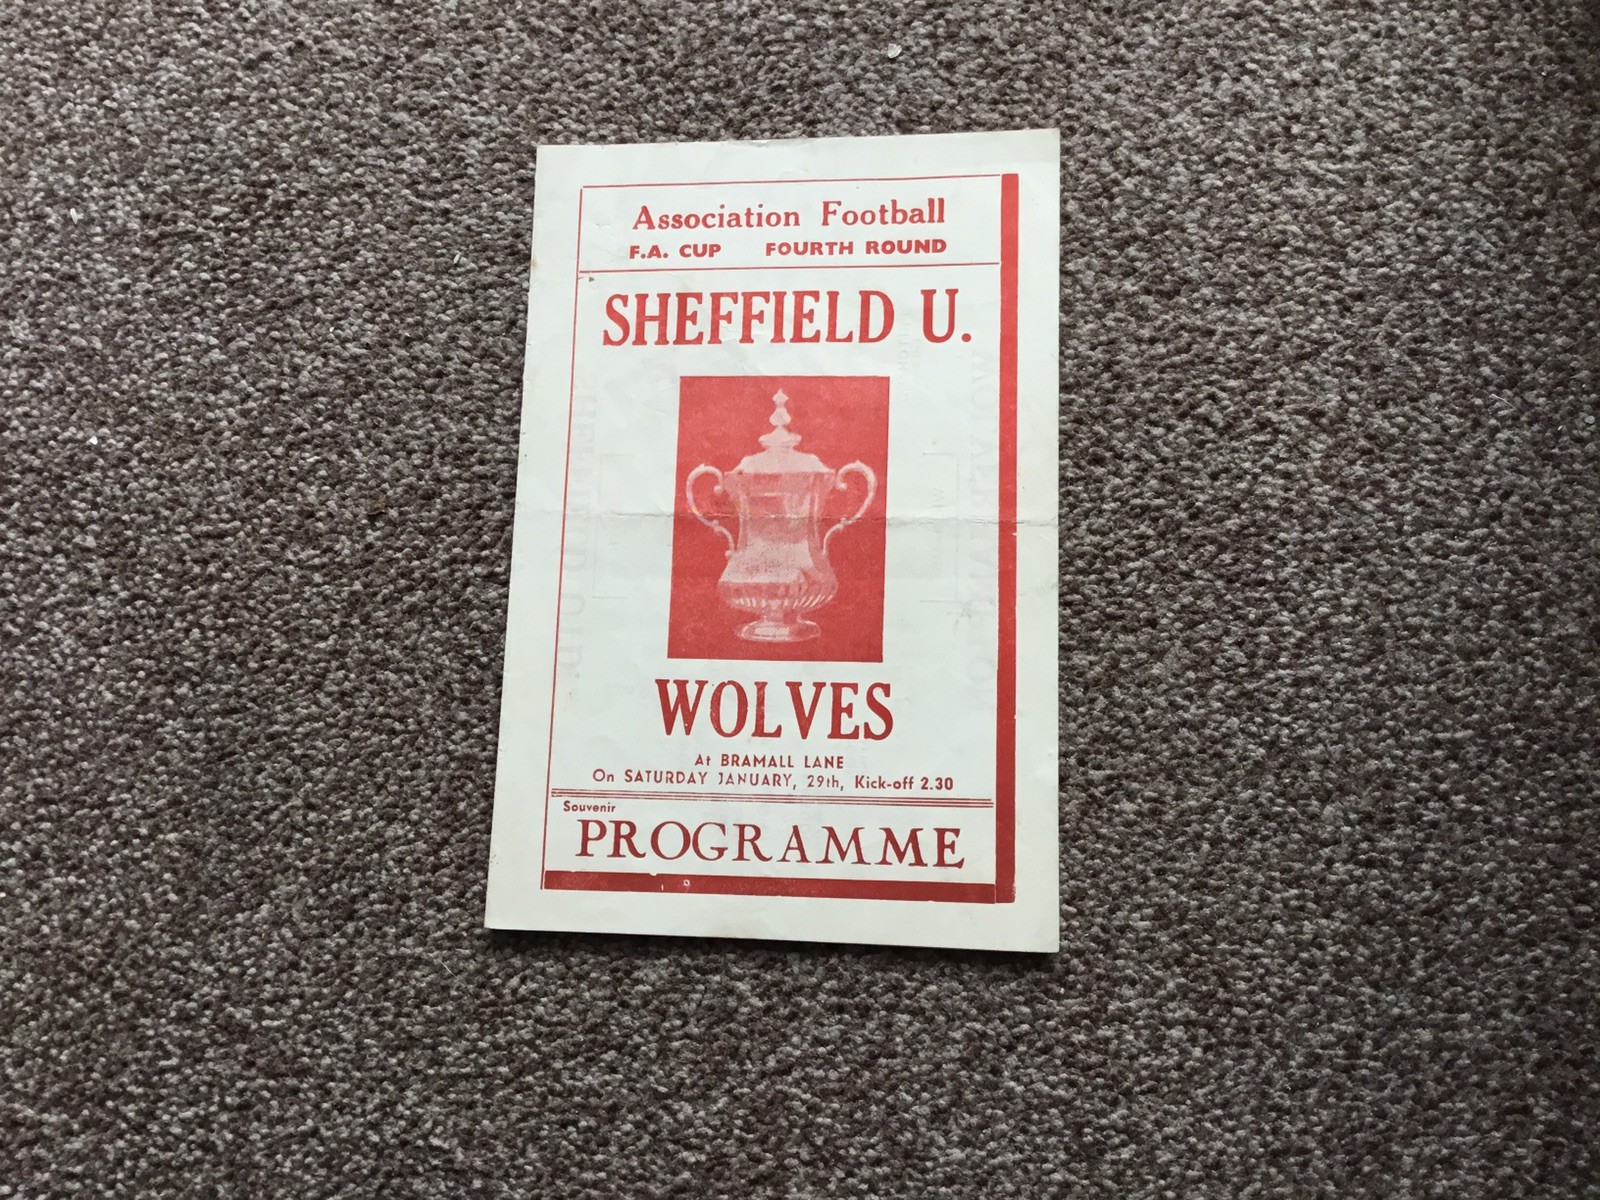 Association Football
F.A. CUP FOURTH ROUND
SHEFFIELD U.
WOLVES
At BRAMALL LANE
On SATURDAY JANUARY, 29th, Kick-off 2.30
Souvenir
PROGRAMME